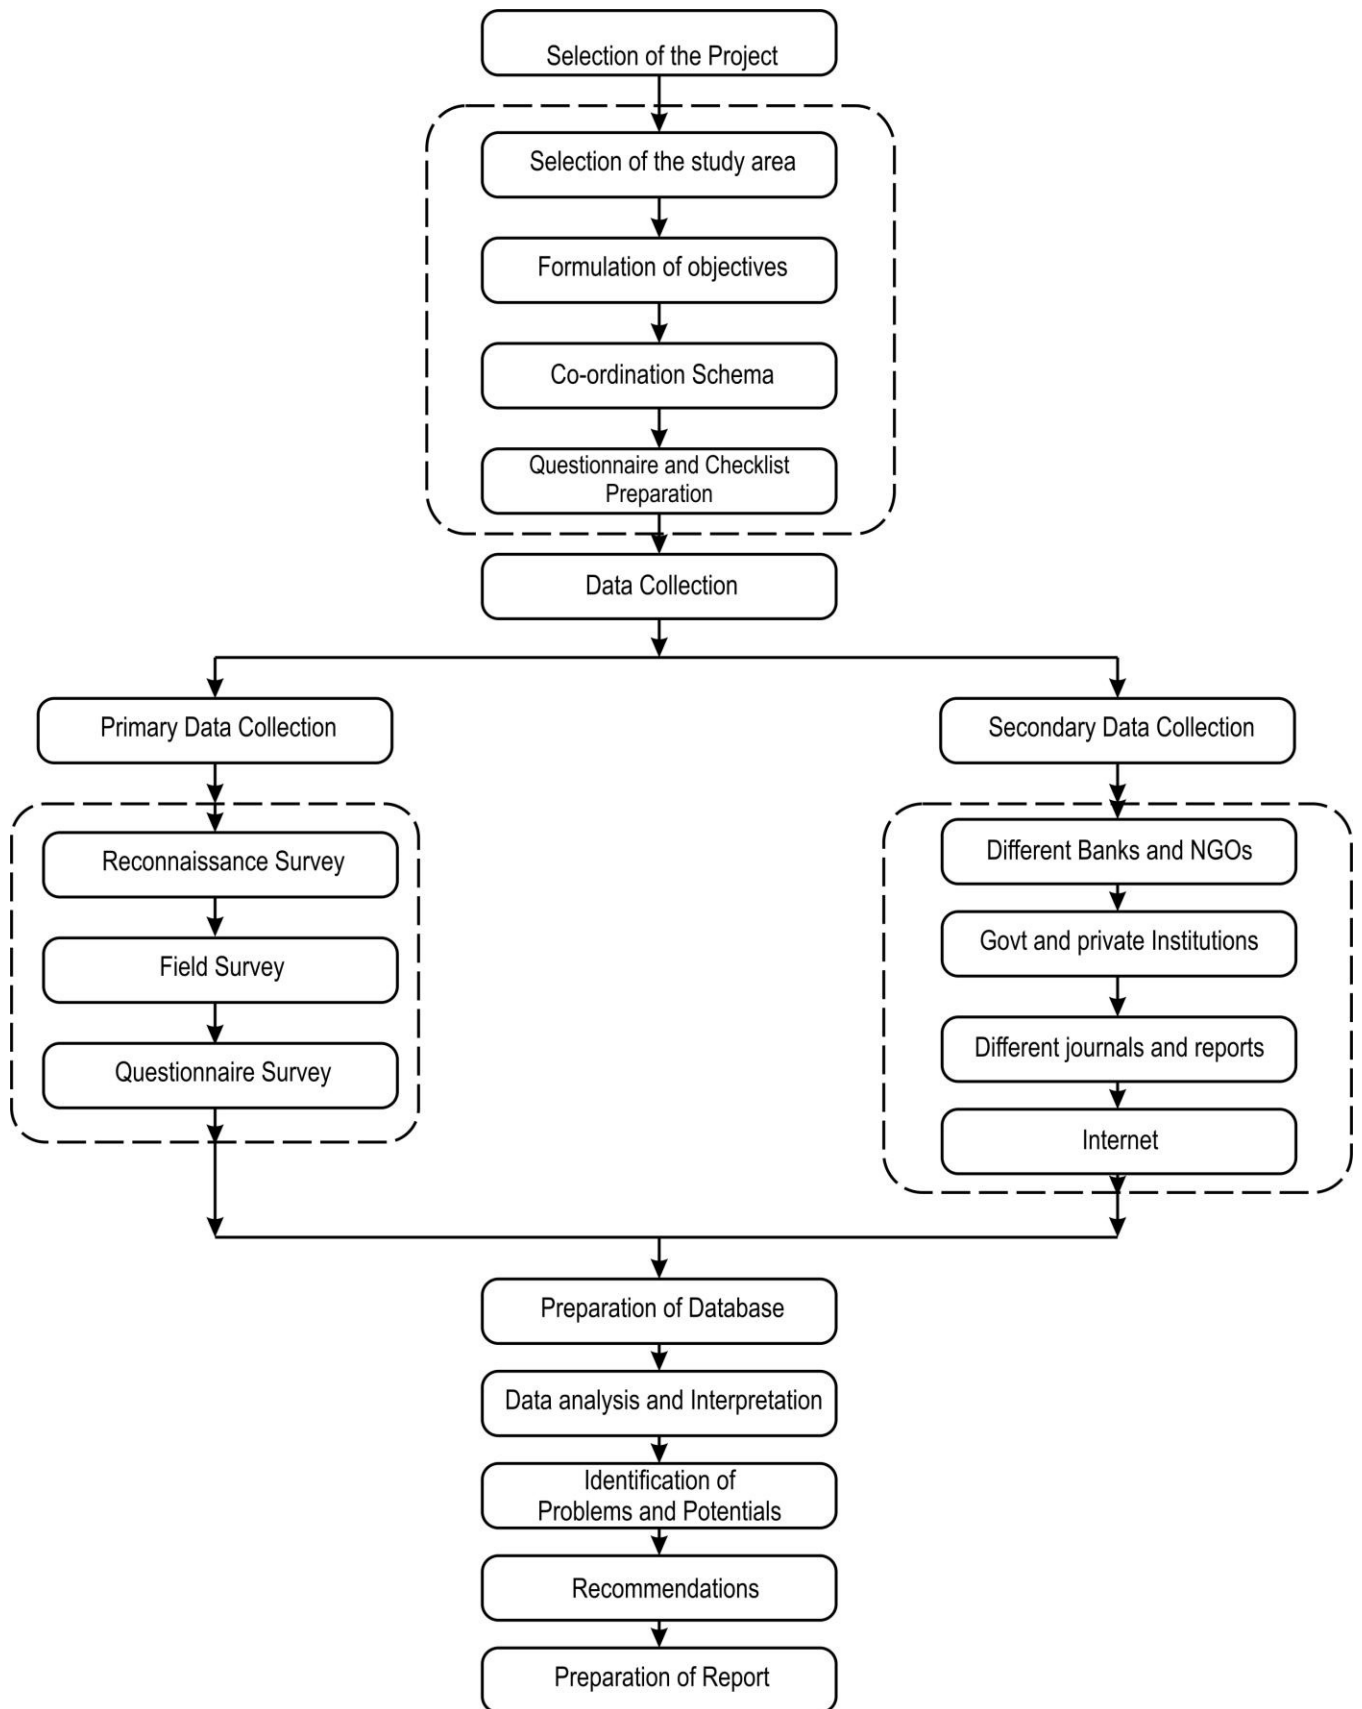 Selection of the Project
Selection of the study area
Formulation of objectives
Co-ordination Schema
Questionnaire and Checklist
Preparation
Data Collection
Primary Data Collection
Reconnaissance Survey
Field Survey
Questionnaire Survey
Secondary Data Collection
Different Banks and NGOs
Govt and private Institutions
Different journals and reports
Internet
Preparation of Database
Data analysis and Interpretation
Identification of
Problems and Potentials
Recommendations
Preparation of Report